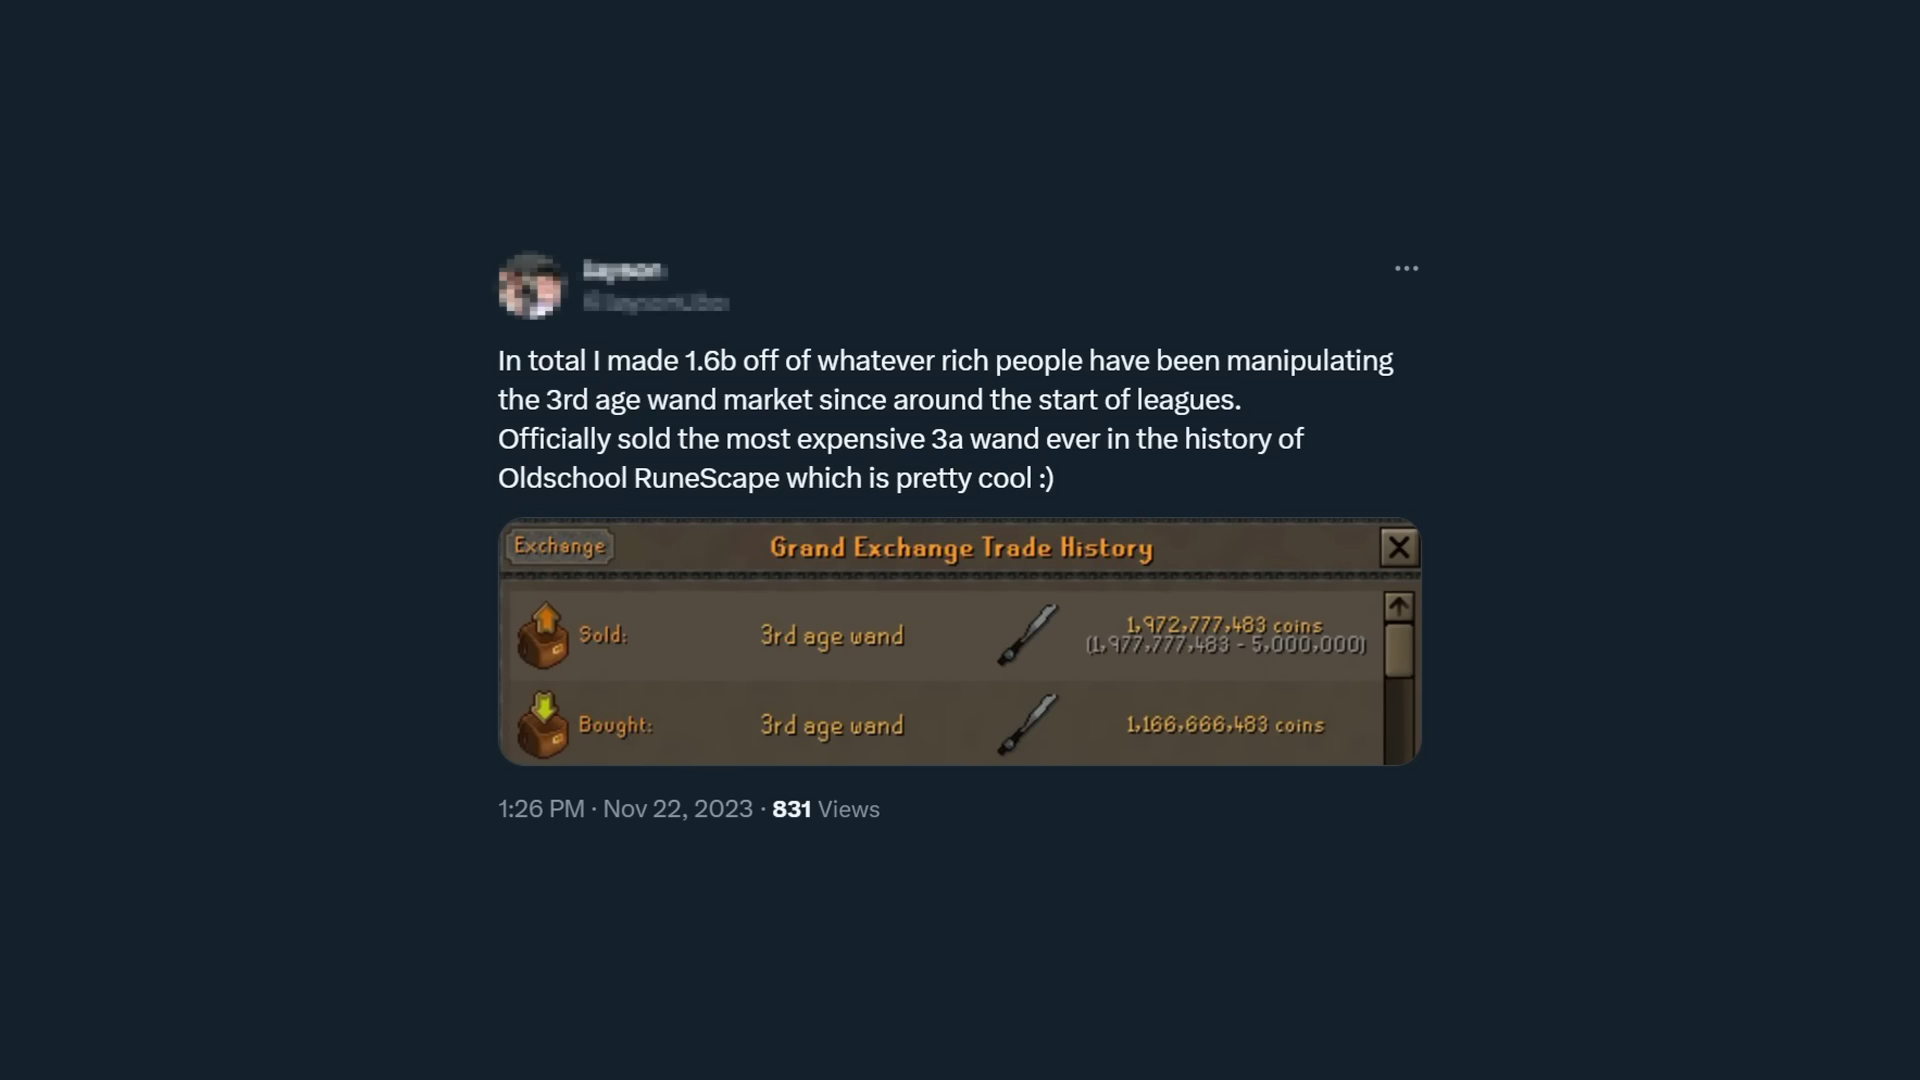 In total I made 1.6b off of whatever rich people have been manipulating
the 3rd age wand market since around the start of leagues.
Officially sold the most expensive 3a wand ever in the history of
Oldschool RuneScape which is pretty cool :)
Exchange
Grand Exchange Trade History
Sold: 3rd age wand 1,972,777,483 coins
(1,977,777,483 - 5,000,000)
Bought: 3rd age wand 1,166,666,483 coins
1:26 PM · Nov 22, 2023 · 831 Views